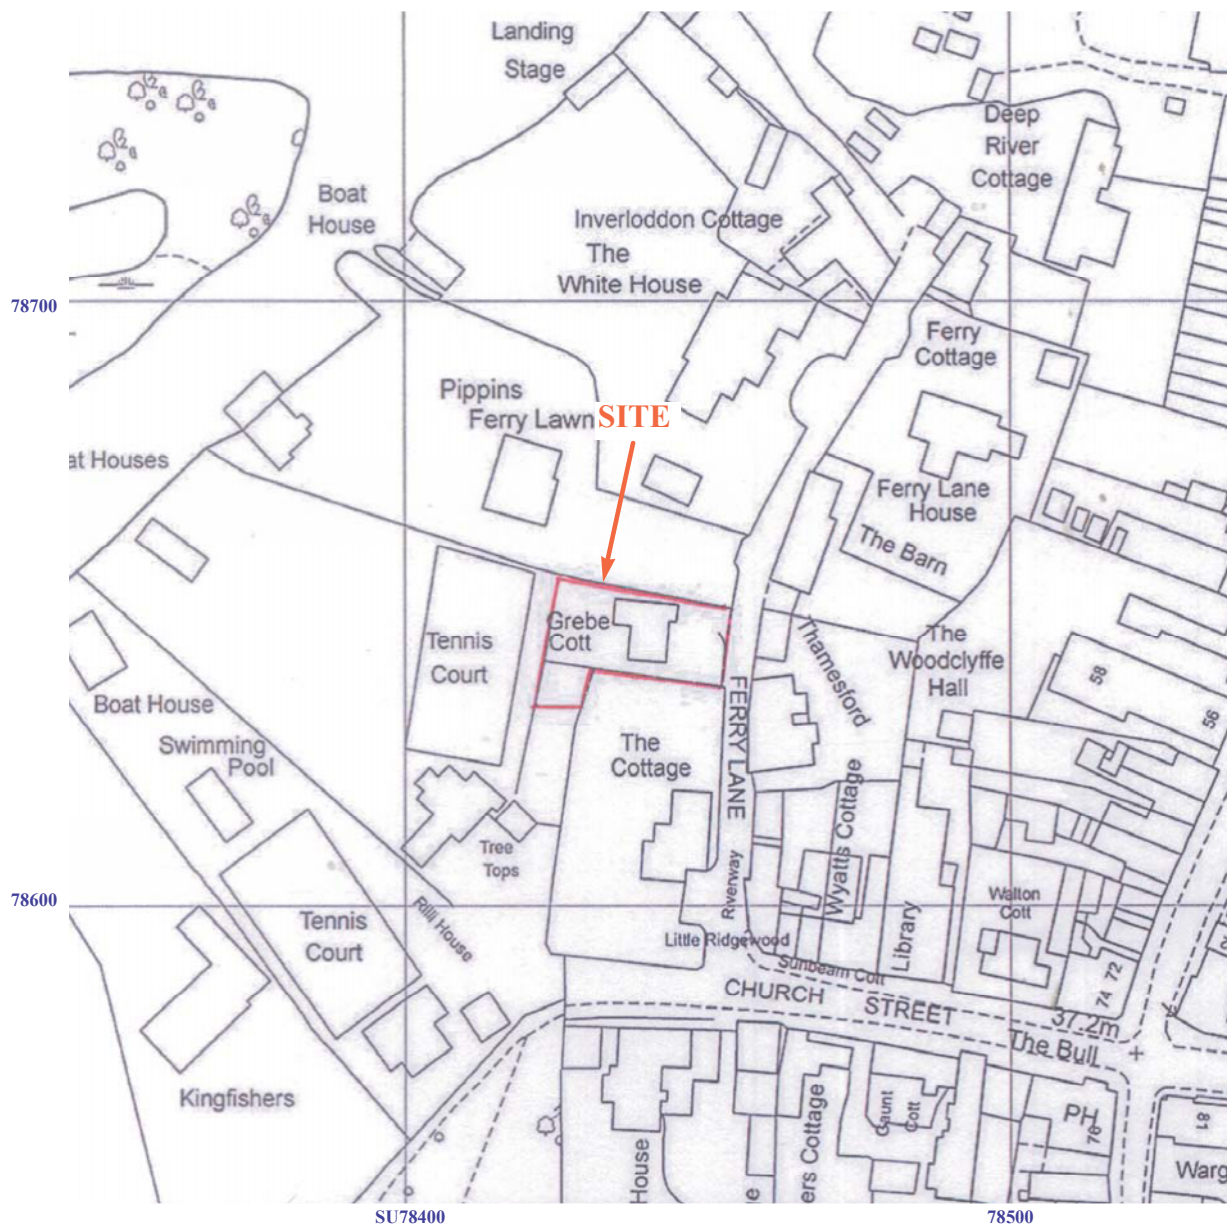 Landing
Stage
Deep
River
Cottage
Boat
House
Inverloddon Cottage
The
White House
78700
Ferry
Cottage
Pippins
Ferry Lawn
SITE
at Houses
Ferry Lane
House
The Barn
Grebe
Cott
Tennis
Court
Thamesford
The
Woodclyffe
Hall
58
56
Boat House
Swimming
Pool
The
Cottage
FERRY LANE
Wyatts Cottage
Tree
Tops
Riverway
Walton
Cott
78600
Tennis
Court
Rilli House
Little Ridgewood
Library
Sunbeam Cott
72
74
CHURCH STREET
37.2m
The Bull
Kingfishers
House
ers Cottage
Gaunt
Cott
PH
76
81
Warg
e
SU78400
78500